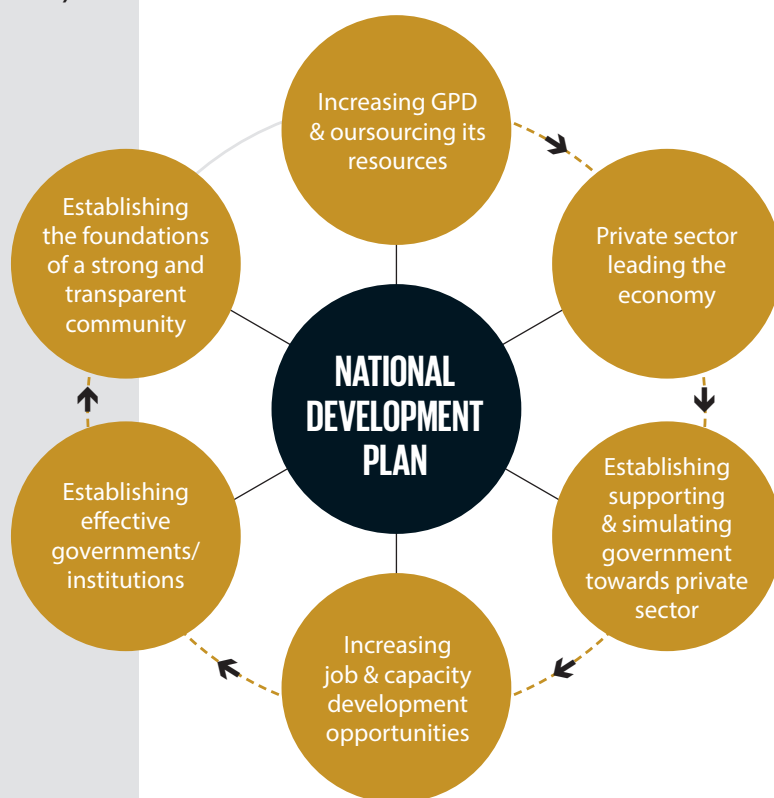 Increasing GPD
& oursourcing its
resources
Private sector
leading the
economy
Establishing
supporting
& simulating
government
towards private
sector
Increasing
job & capacity
development
opportunities
Establishing
effective
governments/
institutions
Establishing
the foundations
of a strong and
transparent
community
NATIONAL
DEVELOPMENT
PLAN